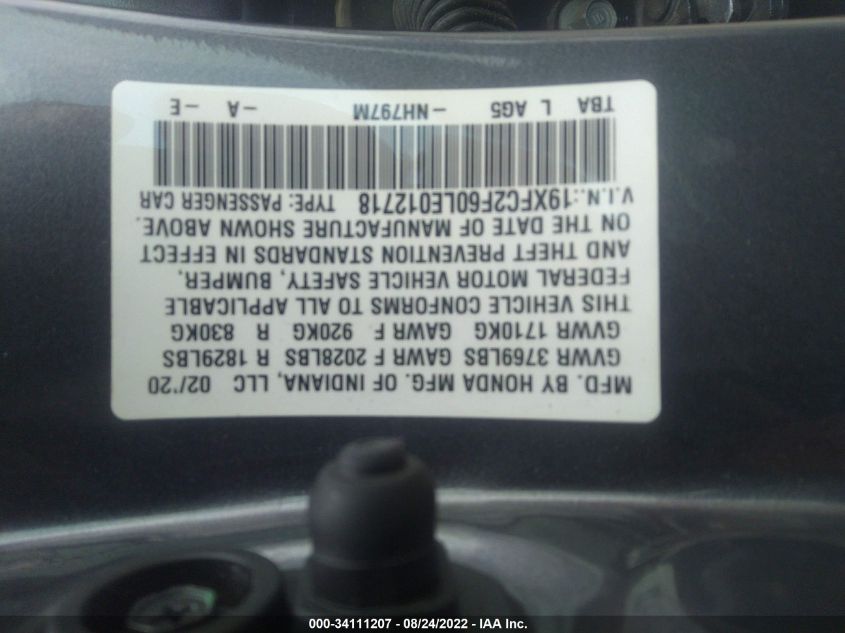 MFD. BY HONDA MFG. OF INDIANA, LLC 02/'20
GVWR 3769LBS GAWR F 2028LBS R 1829LBS
GVWR 1710KG GAWR F 920KG R 830KG
THIS VEHICLE CONFORMS TO ALL APPLICABLE
FEDERAL MOTOR VEHICLE SAFETY, BUMPER,
AND THEFT PREVENTION STANDARDS IN EFFECT
ON THE DATE OF MANUFACTURE SHOWN ABOVE.
V.I.N.:19XFC2F60LE012718 TYPE: PASSENGER CAR
TBA L AG5 -NH797M -A -E
000-34111207 - 08/24/2022 - IAA Inc.